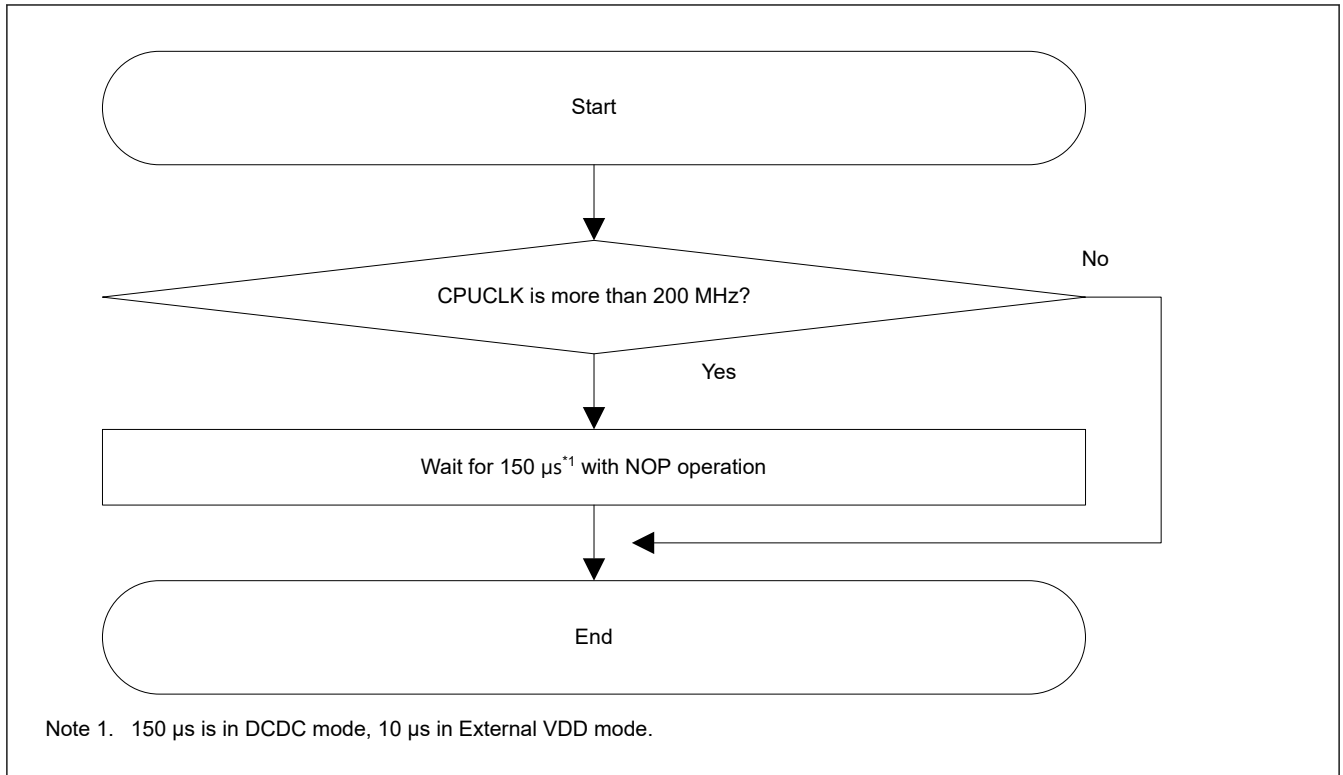 Start
CPUCLK is more than 200 MHz?
No
Yes
Wait for 150 µs*1 with NOP operation
End
Note 1. 150 µs is in DCDC mode, 10 µs in External VDD mode.